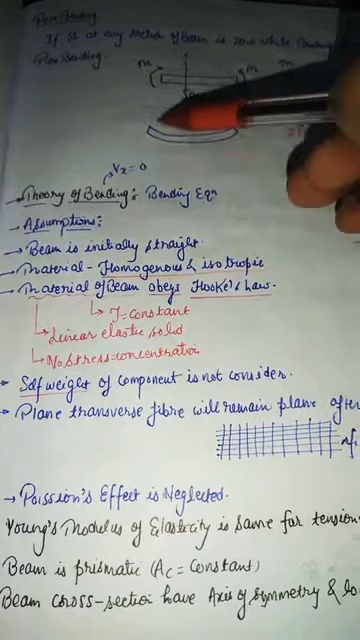 Pure Bending
If SS at any section of Beam is zero while Bending
Pure Bending.
m
m
m
Vx = 0
Theory of Bending: Bending Eqn
Assumptions:
Beam is initially straight.
Material - Homogenous & isotropic
Material of Beam obeys Hooke's Law.
T = constant
Linear elastic solid
No stress concentration
Self weight of component is not consider.
Plane transverse fibre will remain plane after
Poission's Effect is Neglected.
Young's Modulus of Elasticity is same for tension
Beam is prismatic (Ac = Constant)
Beam cross-section have Axis of symmetry &